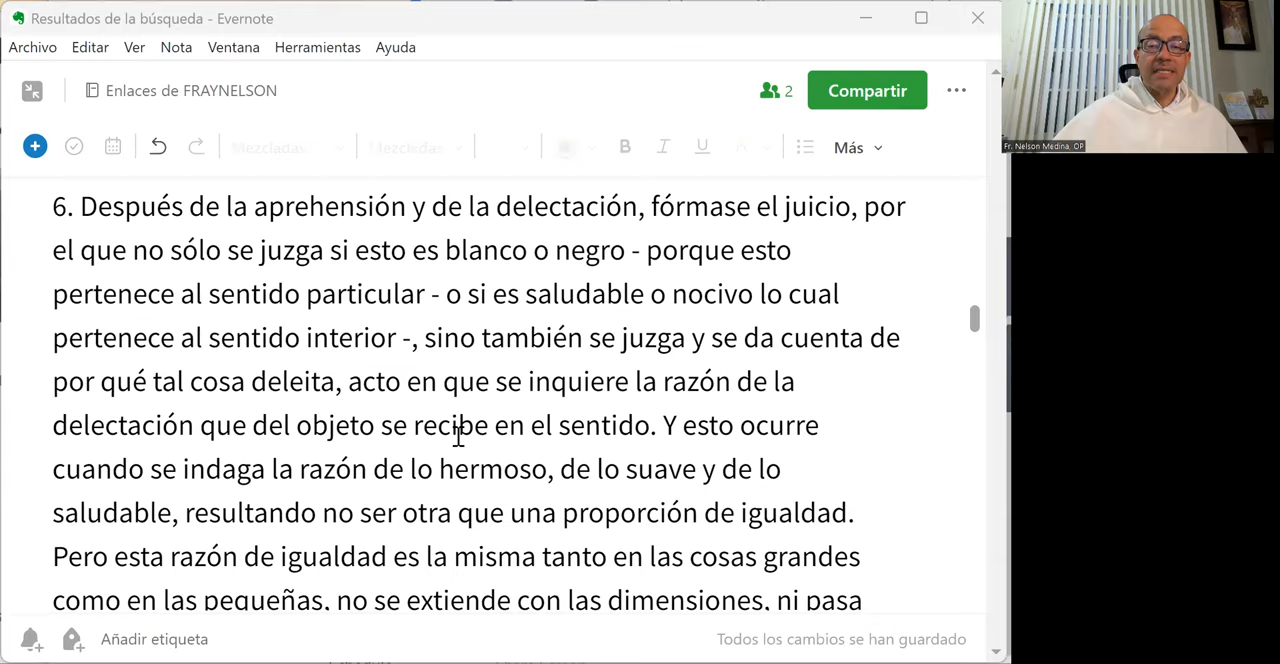 Resultados de la búsqueda - Evernote
Archivo Editar Ver Nota Ventana Herramientas Ayuda
Enlaces de FRAYNELSON
2
Compartir
Mezcladas Mezcladas B I U A Más
6. Después de la aprehensión y de la delectación, fórmase el juicio, por
el que no sólo se juzga si esto es blanco o negro - porque esto
pertenece al sentido particular - o si es saludable o nocivo lo cual
pertenece al sentido interior -, sino también se juzga y se da cuenta de
por qué tal cosa deleita, acto en que se inquiere la razón de la
delectación que del objeto se recibe en el sentido. Y esto ocurre
cuando se indaga la razón de lo hermoso, de lo suave y de lo
saludable, resultando no ser otra que una proporción de igualdad.
Pero esta razón de igualdad es la misma tanto en las cosas grandes
como en las pequeñas, no se extiende con las dimensiones, ni pasa
Añadir etiqueta
Todos los cambios se han guardado
Fr. Nelson Medina, OP